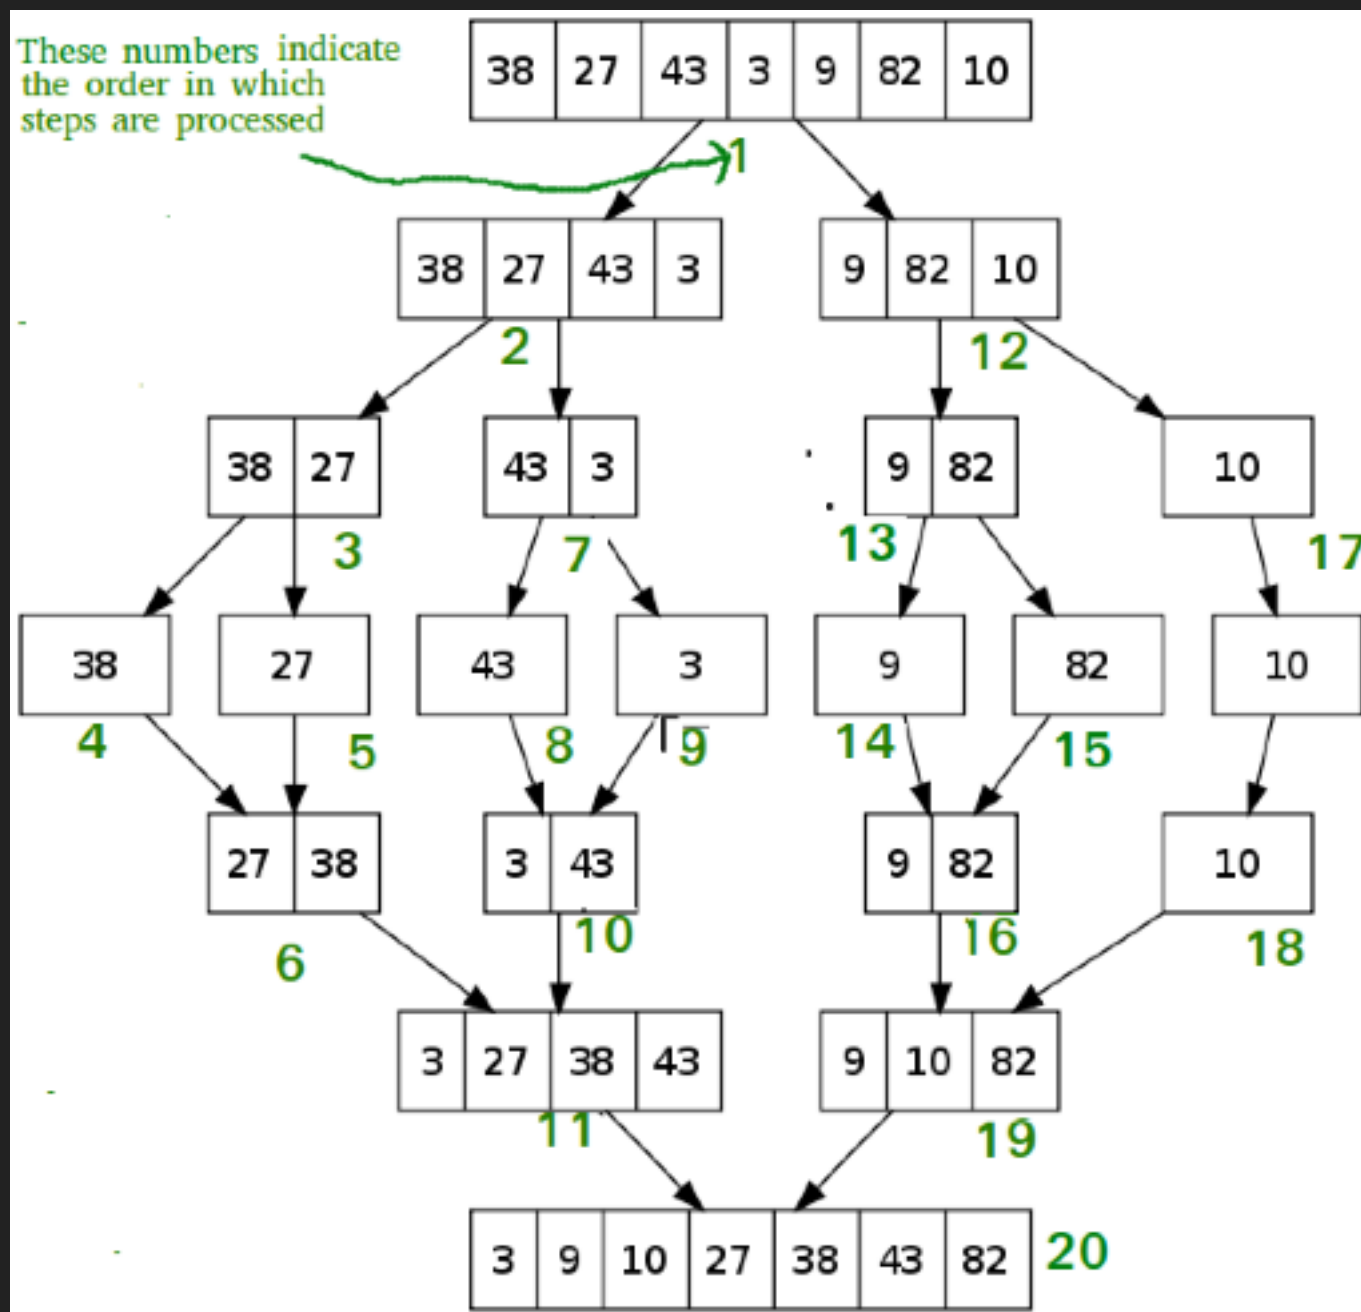 These numbers indicate
the order in which
steps are processed
38 27 43 3 9 82 10
1
38 27 43 3 9 82 10
2 12
38 27 43 3 9 82 10
3 7 13 17
38 27 43 3 9 82 10
4 5 8 9 14 15
27 38 3 43 9 82 10
6 10 16 18
3 27 38 43 9 10 82
11 19
3 9 10 27 38 43 82 20